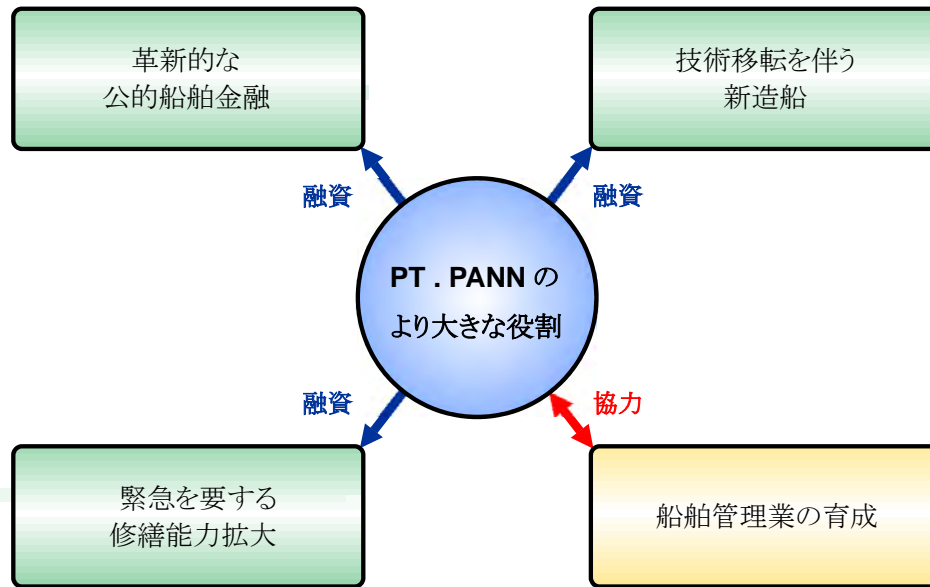 革新的な
公的船舶金融
技術移転を伴う
新造船
融資
融資
PT . PANN の
より大きな役割
融資
協力
緊急を要する
修繕能力拡大
船舶管理業の育成